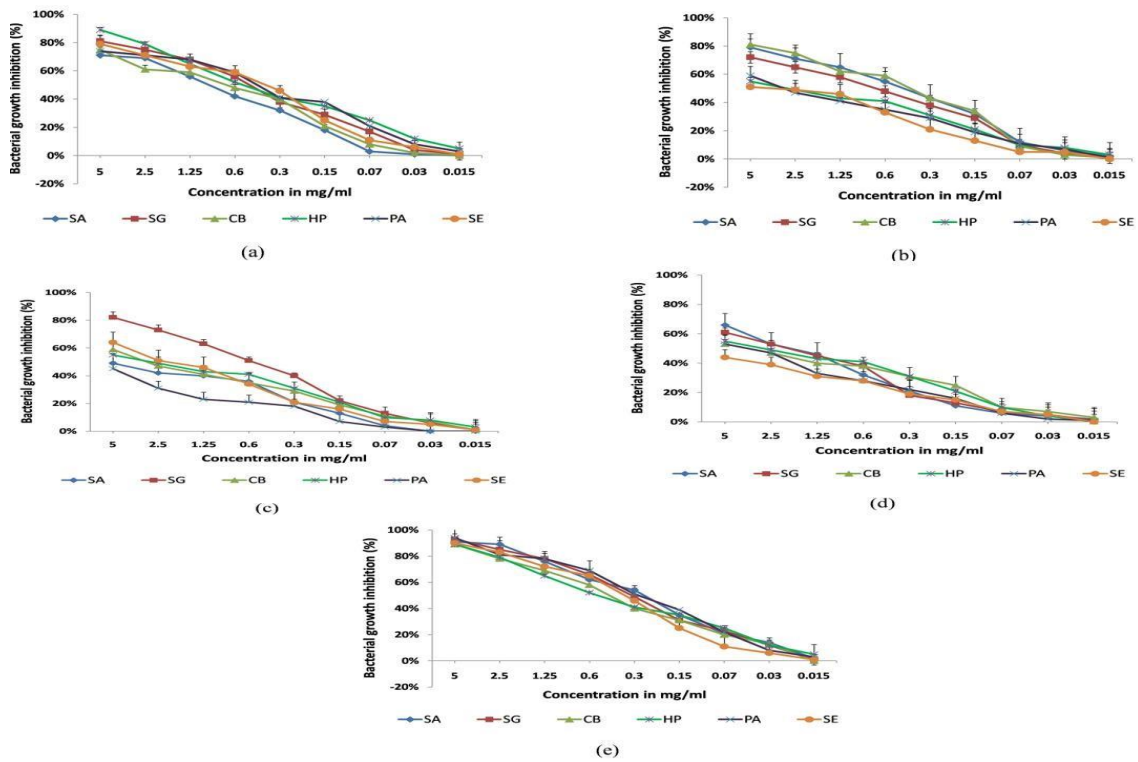 Bacterial growth inhibition (%)
100%
80%
60%
40%
20%
0%
-20%
5 2.5 1.25 0.6 0.3 0.15 0.07 0.03 0.015
Concentration in mg/ml
SA SG CB HP PA SE
(a)
Bacterial growth inhibition (%)
100%
80%
60%
40%
20%
0%
-20%
5 2.5 1.25 0.6 0.3 0.15 0.07 0.03 0.015
Concentration in mg/ml
SA SG CB HP PA SE
(b)
Bacterial growth inhibition (%)
100%
80%
60%
40%
20%
0%
5 2.5 1.25 0.6 0.3 0.15 0.07 0.03 0.015
Concentration in mg/ml
SA SG CB HP PA SE
(c)
Bacterial growth inhibition (%)
100%
80%
60%
40%
20%
0%
5 2.5 1.25 0.6 0.3 0.15 0.07 0.03 0.015
Concentration in mg/ml
SA SG CB HP PA SE
(d)
Bacterial growth inhibition (%)
100%
80%
60%
40%
20%
0%
-20%
5 2.5 1.25 0.6 0.3 0.15 0.07 0.03 0.015
Concentration in mg/ml
SA SG CB HP PA SE
(e)